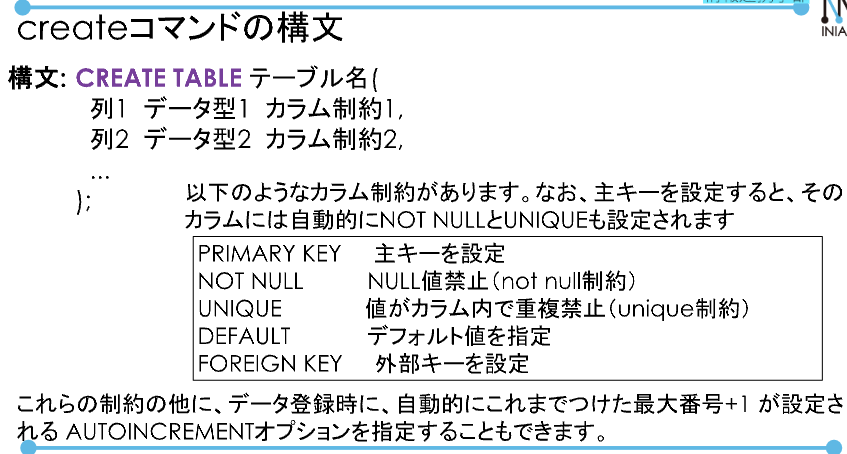 createコマンドの構文
INIA
構文: CREATE TABLE テーブル名(
列1 データ型1 カラム制約1,
列2 データ型2 カラム制約2,
...
);
以下のようなカラム制約があります。なお、主キーを設定すると、その
カラムには自動的にNOT NULLとUNIQUEも設定されます
PRIMARY KEY 主キーを設定
NOT NULL NULL値禁止(not null制約)
UNIQUE 値がカラム内で重複禁止(unique制約)
DEFAULT デフォルト値を指定
FOREIGN KEY 外部キーを設定
これらの制約の他に、データ登録時に、自動的にこれまでつけた最大番号+1 が設定さ
れる AUTOINCREMENTオプションを指定することもできます。